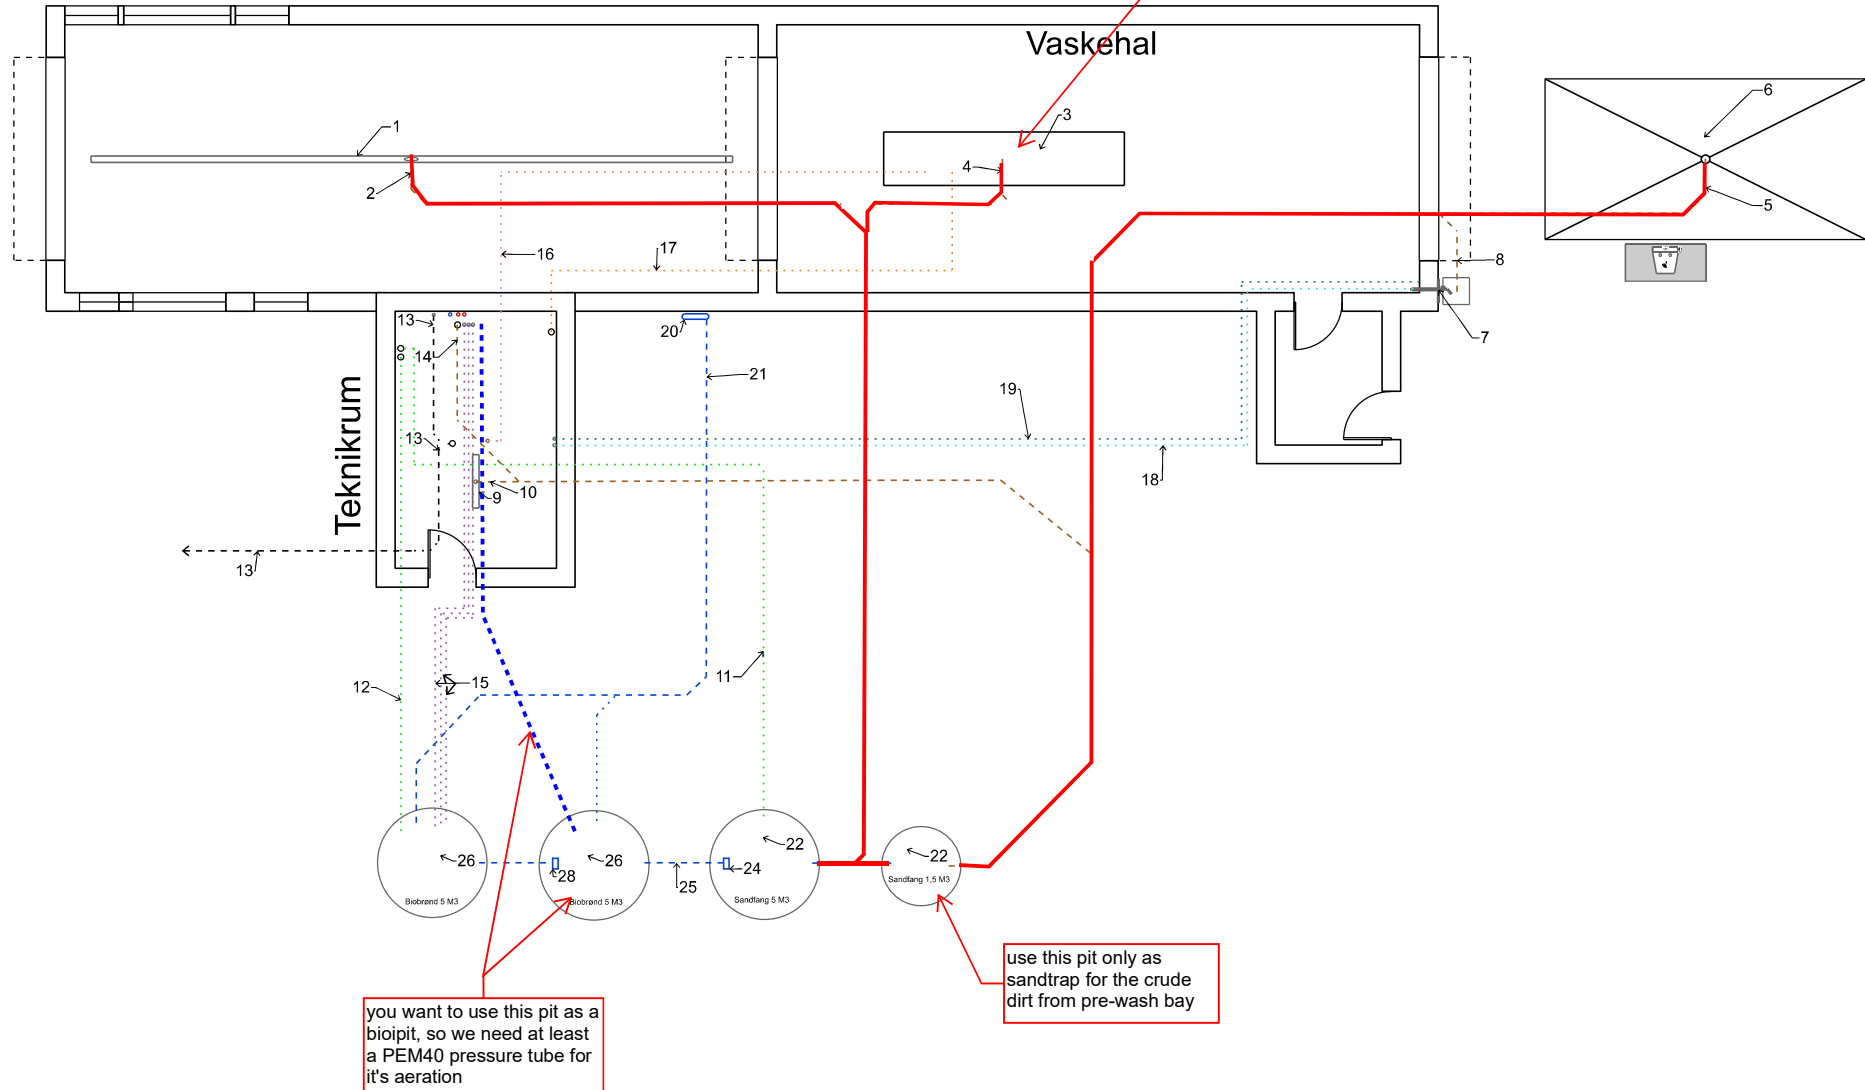 Vaskehal
1
2
3
4
6
5
16
17
8
7
13
14
20
21
Teknikrum
13
19
18
10
9
13
11
12
15
26
28
26
25
22
24
22
Biobrønd 5 M3
Biobrønd 5 M3
Sandfang 5 M3
Sandfang 1,5 M3
use this pit only as
sandtrap for the crude
dirt from pre-wash bay
you want to use this pit as a
bioipit, so we need at least
a PEM40 pressure tube for
it's aeration